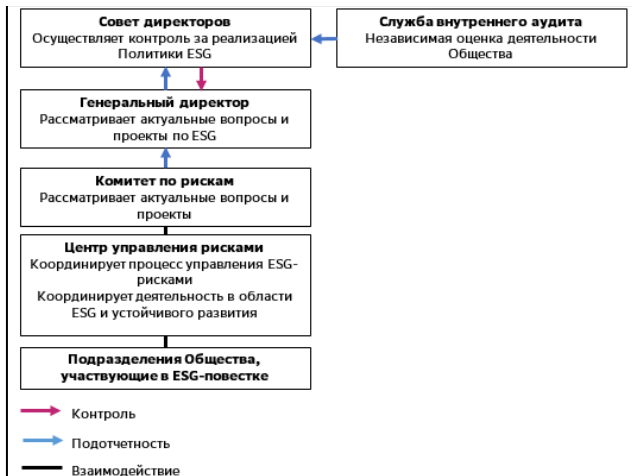 Совет директоров
Осуществляет контроль за реализацией
Политики ESG
Служба внутреннего аудита
Независимая оценка деятельности
Общества
Генеральный директор
Рассматривает актуальные вопросы и
проекты по ESG
Комитет по рискам
Рассматривает актуальные вопросы и
проекты
Центр управления рисками
Координирует процесс управления ESG-
рисками
Координирует деятельность в области
ESG и устойчивого развития
Подразделения Общества,
участвующие в ESG-повестке
Контроль
Подотчетность
Взаимодействие